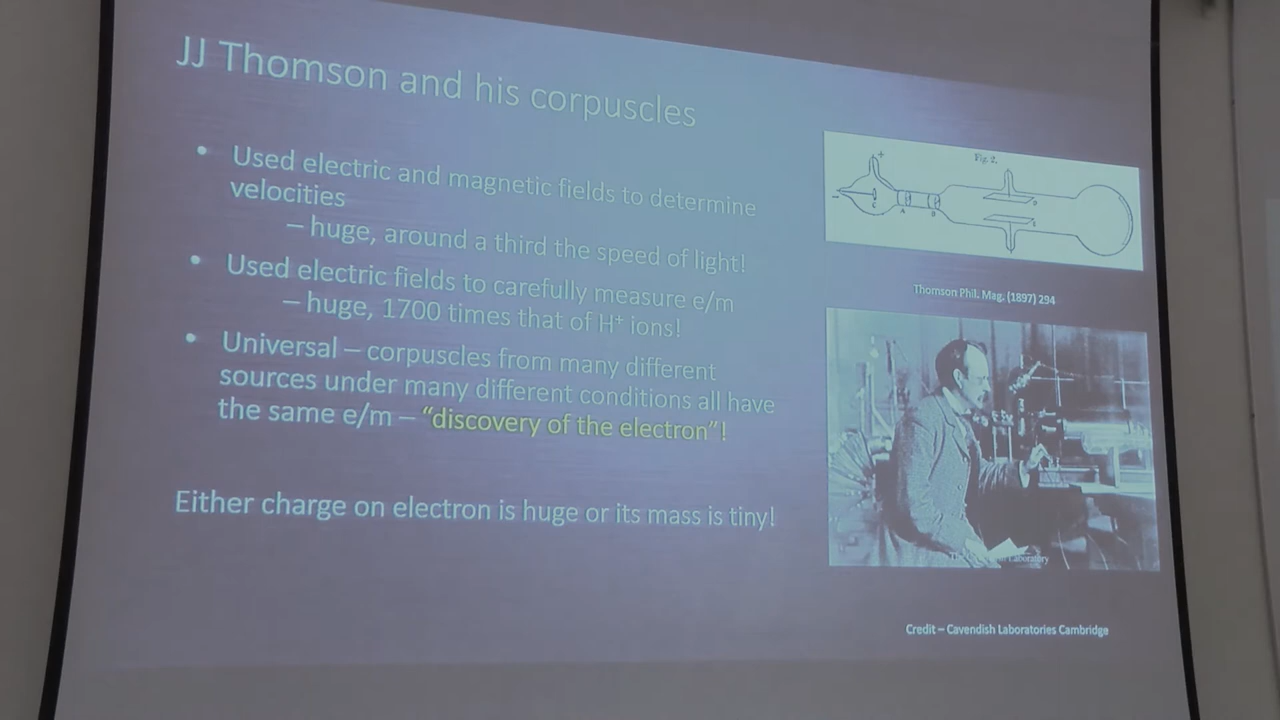 JJ Thomson and his corpuscles
• Used electric and magnetic fields to determine
velocities
– huge, around a third the speed of light!
• Used electric fields to carefully measure e/m
– huge, 1700 times that of H⁺ ions!
• Universal – corpuscles from many different
sources under many different conditions all have
the same e/m – “discovery of the electron”!
Either charge on electron is huge or its mass is tiny!
Fig. 2.
+
–
C
A
B
D
Thomson Phil. Mag. (1897) 294
Laboratory
Credit – Cavendish Laboratories Cambridge